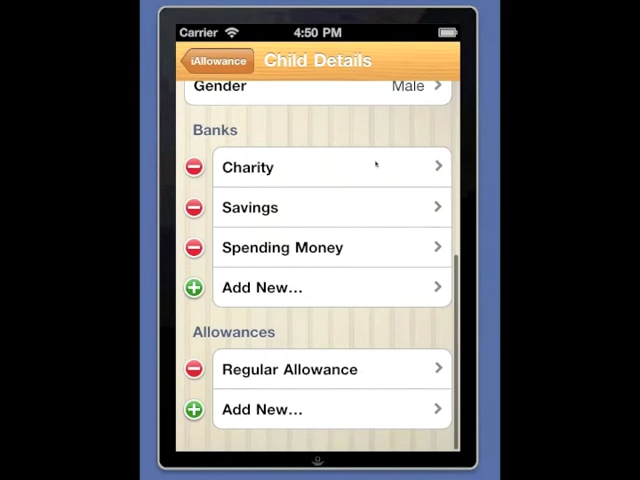 Carrier 4:50 PM
iAllowance Child Details
Gender Male
Banks
Charity
Savings
Spending Money
Add New...
Allowances
Regular Allowance
Add New...